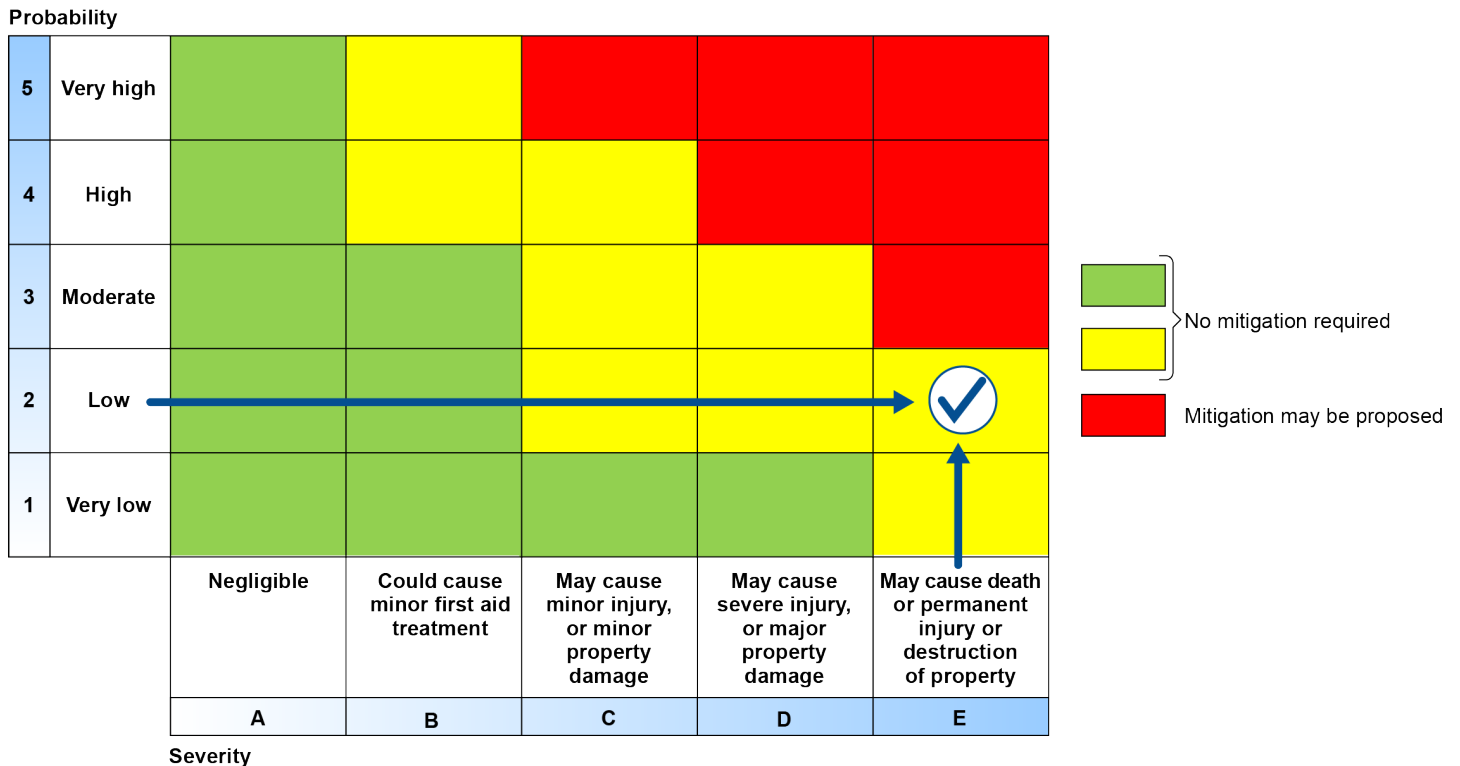 Probability
5
Very high
4
High
3
Moderate
2
Low
1
Very low
Negligible
Could cause
minor first aid
treatment
May cause
minor injury,
or minor
property
damage
May cause
severe injury,
or major
property
damage
May cause death
or permanent
injury or
destruction
of property
A
B
C
D
E
Severity
No mitigation required
Mitigation may be proposed